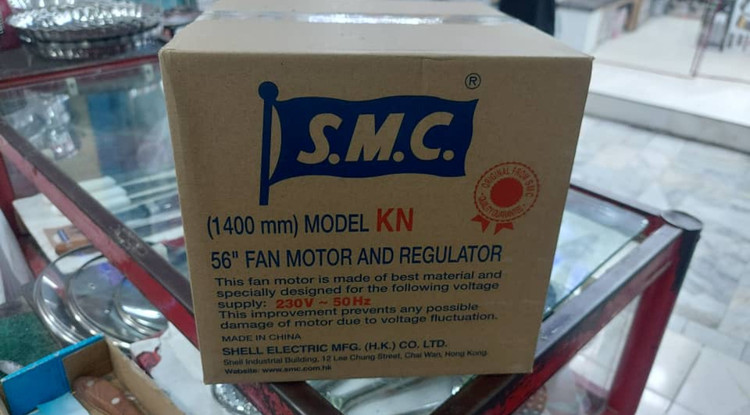 ®
S.M.C.
ORIGINAL FROM SMC
(1400 mm) MODEL KN
56" FAN MOTOR AND REGULATOR
This fan motor is made of best material and
specially designed for the following voltage
supply: 230V ~ 50Hz
This improvement prevents any possible
damage of motor due to voltage fluctuation.
MADE IN CHINA
SHELL ELECTRIC MFG. (H.K.) CO. LTD.
Shell Industrial Building, 12 Lee Chung Street, Chai Wan, Hong Kong.
Website: www.smc.com.hk